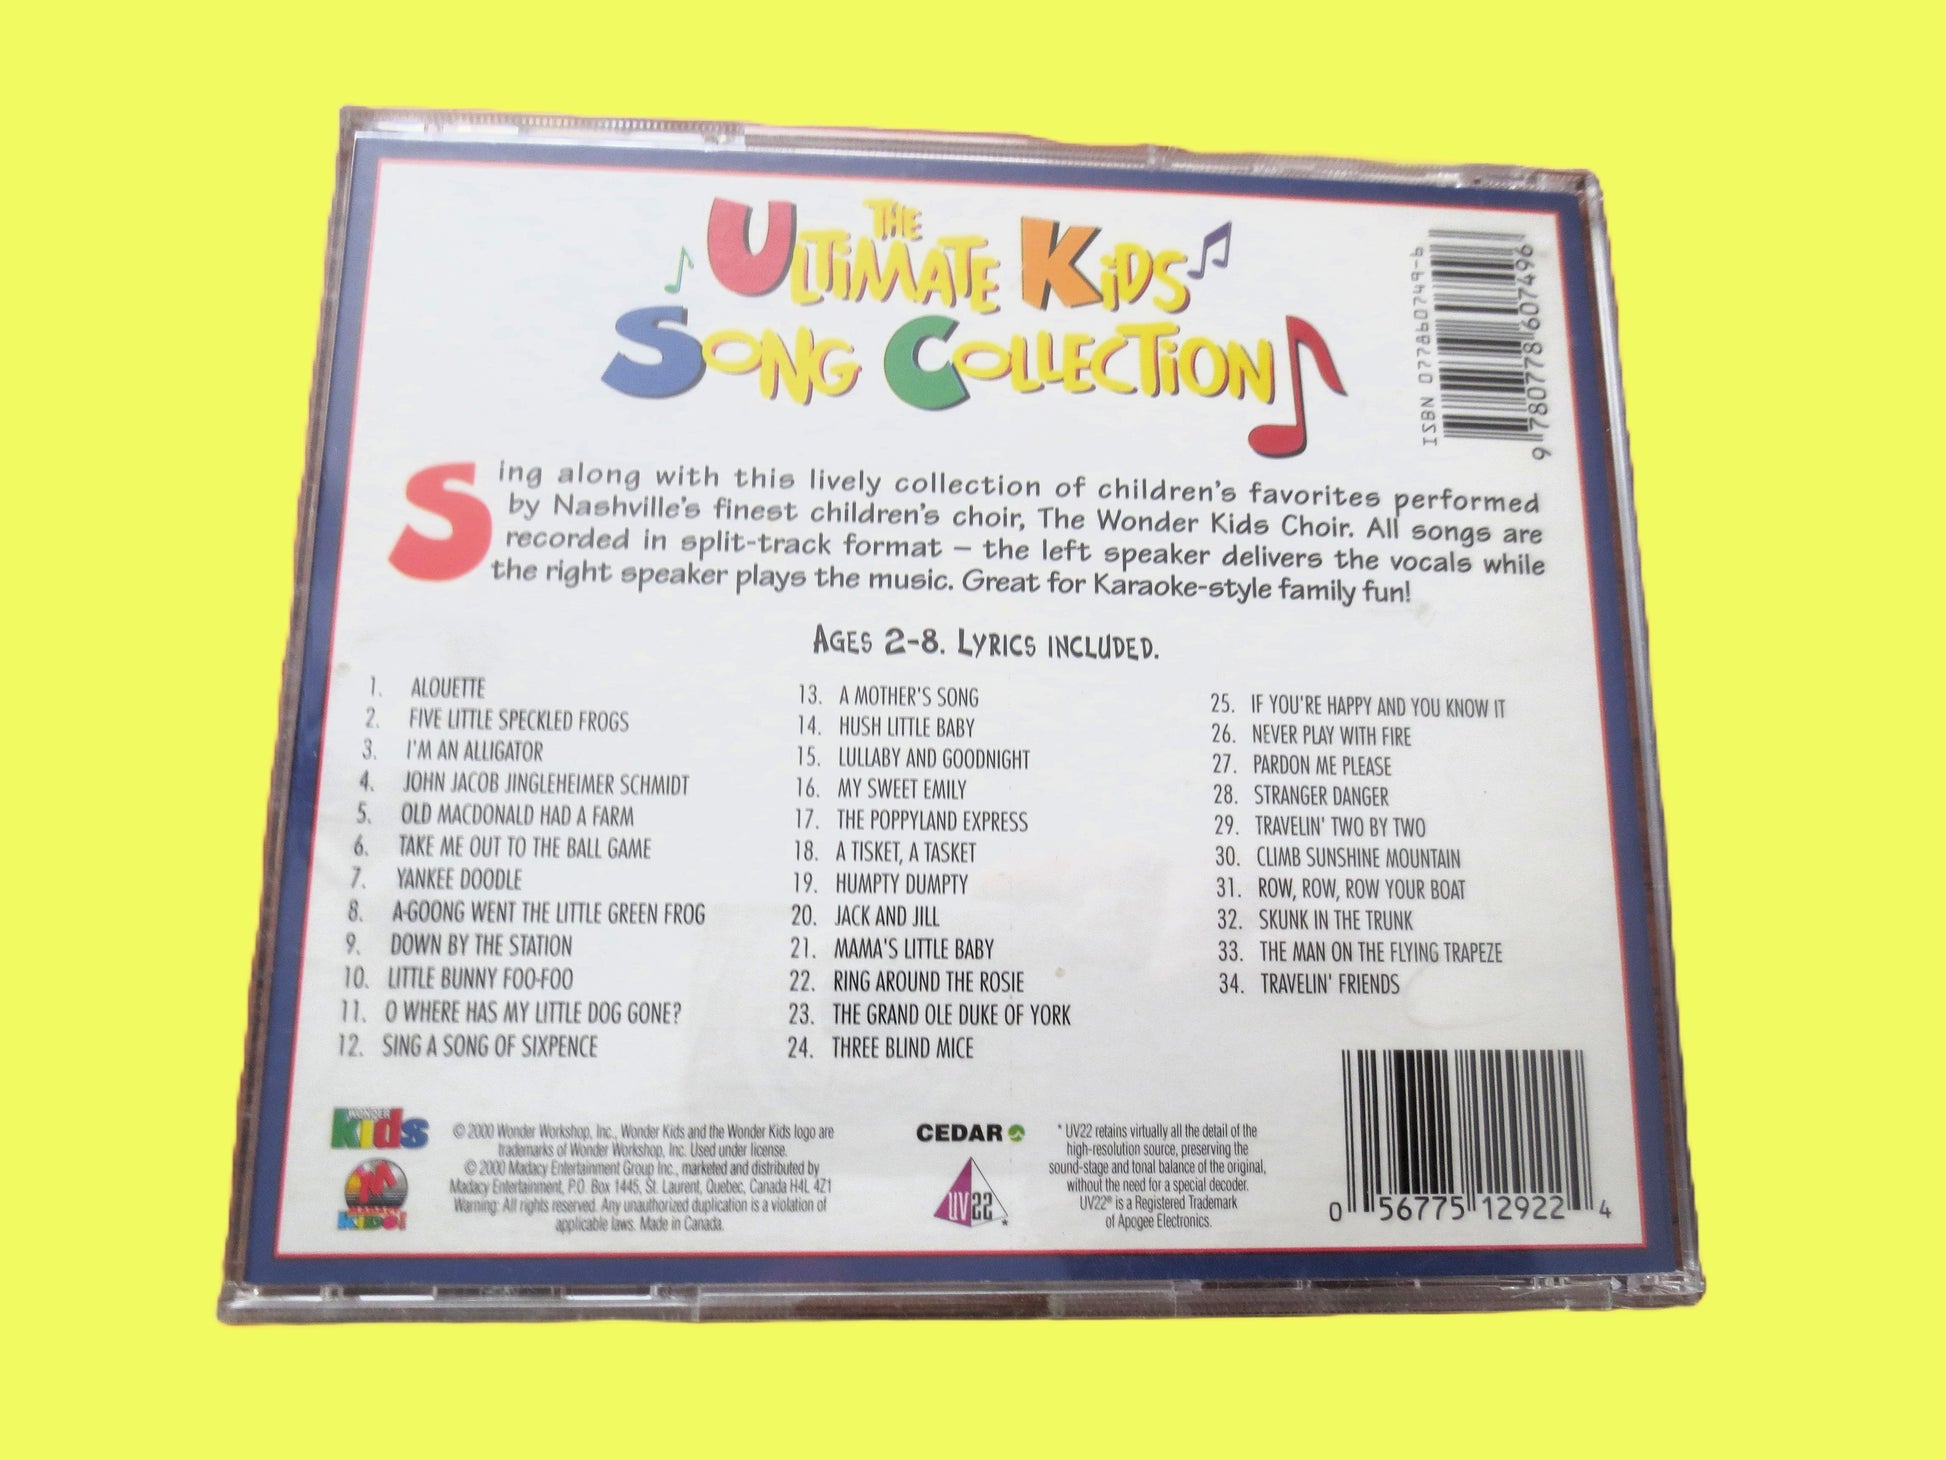 THE
ULTIMATE KIDS
SONG COLLECTION
ISBN 0778607496
9 780778 607496
Sing along with this lively collection of children's favorites performed
by Nashville's finest children's choir, The Wonder Kids Choir. All songs are
recorded in split-track format – the left speaker delivers the vocals while
the right speaker plays the music. Great for Karaoke-style family fun!
AGES 2-8. LYRICS INCLUDED.
1. ALOUETTE
2. FIVE LITTLE SPECKLED FROGS
3. I'M AN ALLIGATOR
4. JOHN JACOB JINGLEHEIMER SCHMIDT
5. OLD MACDONALD HAD A FARM
6. TAKE ME OUT TO THE BALL GAME
7. YANKEE DOODLE
8. A-GOONG WENT THE LITTLE GREEN FROG
9. DOWN BY THE STATION
10. LITTLE BUNNY FOO-FOO
11. O WHERE HAS MY LITTLE DOG GONE?
12. SING A SONG OF SIXPENCE
13. A MOTHER'S SONG
14. HUSH LITTLE BABY
15. LULLABY AND GOODNIGHT
16. MY SWEET EMILY
17. THE POPPYLAND EXPRESS
18. A TISKET, A TASKET
19. HUMPTY DUMPTY
20. JACK AND JILL
21. MAMA'S LITTLE BABY
22. RING AROUND THE ROSIE
23. THE GRAND OLE DUKE OF YORK
24. THREE BLIND MICE
25. IF YOU'RE HAPPY AND YOU KNOW IT
26. NEVER PLAY WITH FIRE
27. PARDON ME PLEASE
28. STRANGER DANGER
29. TRAVELIN' TWO BY TWO
30. CLIMB SUNSHINE MOUNTAIN
31. ROW, ROW, ROW YOUR BOAT
32. SKUNK IN THE TRUNK
33. THE MAN ON THE FLYING TRAPEZE
34. TRAVELIN' FRIENDS
WONDER
kids
KIDS!
© 2000 Wonder Workshop, Inc., Wonder Kids and the Wonder Kids logo are
trademarks of Wonder Workshop, Inc. Used under license.
© 2000 Madacy Entertainment Group Inc., marketed and distributed by
Madacy Entertainment, P.O. Box 1445, St. Laurent, Quebec, Canada H4L 4Z1
Warning: All rights reserved. Any unauthorized duplication is a violation of
applicable laws. Made in Canada.
CEDAR
UV22*
* UV22 retains virtually all the detail of the
high-resolution source, preserving the
sound-stage and tonal balance of the original,
without the need for a special decoder.
UV22® is a Registered Trademark
of Apogee Electronics.
0 56775 12922 4